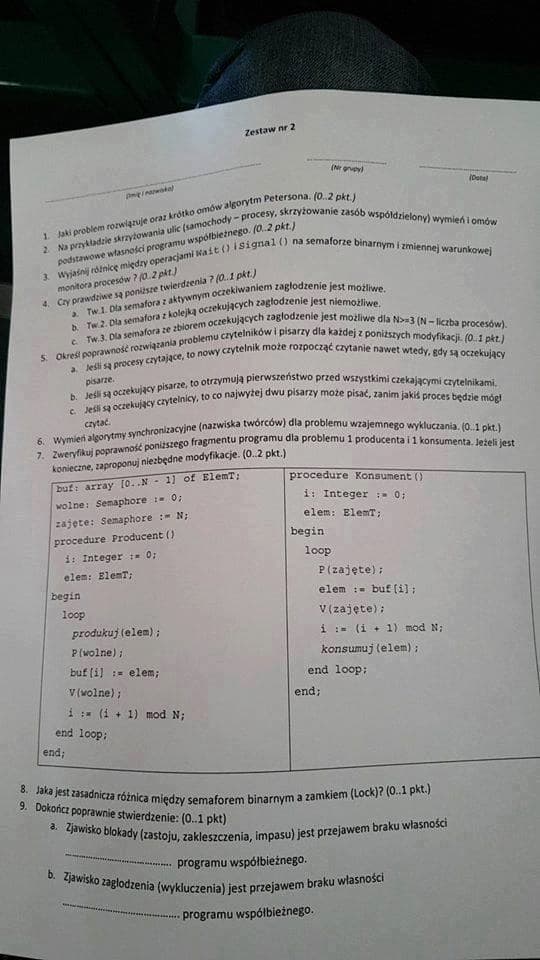 Zestaw nr 2
(Imię i nazwisko)
(Nr grupy)
(Data)
1. Jaki problem rozwiązuje oraz krótko omów algorytm Petersona. (0..2 pkt.)
2. Na przykładzie skrzyżowania ulic (samochody – procesy, skrzyżowanie zasób współdzielony) wymień i omów
podstawowe własności programu współbieżnego. (0..2 pkt.)
3. Wyjaśnij różnicę między operacjami Wait() i Signal() na semaforze binarnym i zmiennej warunkowej
monitora procesów ? (0..2 pkt.)
4. Czy prawdziwe są poniższe twierdzenia ? (0..1 pkt.)
a. Tw.1. Dla semafora z aktywnym oczekiwaniem zagłodzenie jest możliwe.
b. Tw.2. Dla semafora z kolejką oczekujących zagłodzenie jest niemożliwe.
c. Tw.3. Dla semafora ze zbiorem oczekujących zagłodzenie jest możliwe dla N>=3 (N – liczba procesów).
5. Określ poprawność rozwiązania problemu czytelników i pisarzy dla każdej z poniższych modyfikacji. (0..1 pkt.)
a. Jeśli są procesy czytające, to nowy czytelnik może rozpocząć czytanie nawet wtedy, gdy są oczekujący
pisarze.
b. Jeśli są oczekujący pisarze, to otrzymują pierwszeństwo przed wszystkimi czekającymi czytelnikami.
c. Jeśli są oczekujący czytelnicy, to co najwyżej dwu pisarzy może pisać, zanim jakiś proces będzie mógł
czytać.
6. Wymień algorytmy synchronizacyjne (nazwiska twórców) dla problemu wzajemnego wykluczania. (0..1 pkt.)
7. Zweryfikuj poprawność poniższego fragmentu programu dla problemu 1 producenta i 1 konsumenta. Jeżeli jest
konieczne, zaproponuj niezbędne modyfikacje. (0..2 pkt.)
buf: array [0..N - 1] of ElemT;
wolne: Semaphore := 0;
zajęte: Semaphore := N;
procedure Producent()
i: Integer := 0;
elem: ElemT;
begin
loop
produkuj(elem);
P(wolne);
buf[i] := elem;
V(wolne);
i := (i + 1) mod N;
end loop;
end;
procedure Konsument()
i: Integer := 0;
elem: ElemT;
begin
loop
P(zajęte);
elem := buf[i];
V(zajęte);
i := (i + 1) mod N;
konsumuj(elem);
end loop;
end;
8. Jaka jest zasadnicza różnica między semaforem binarnym a zamkiem (Lock)? (0..1 pkt.)
9. Dokończ poprawnie stwierdzenie: (0..1 pkt)
a. Zjawisko blokady (zastoju, zakleszczenia, impasu) jest przejawem braku własności
........................................ programu współbieżnego.
b. Zjawisko zagłodzenia (wykluczenia) jest przejawem braku własności
........................................ programu współbieżnego.